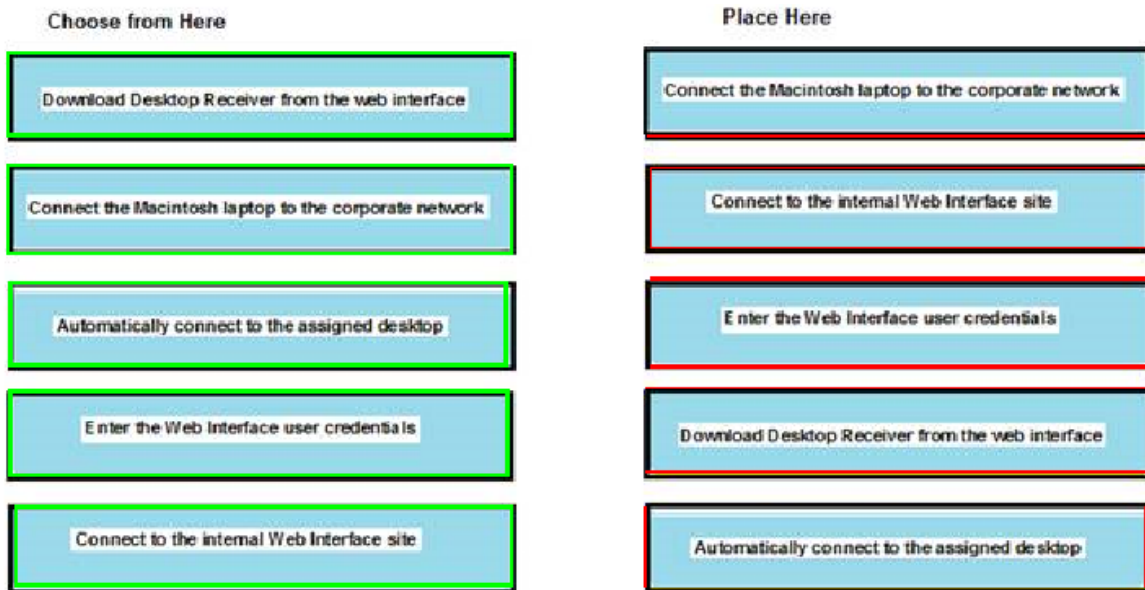 Choose from Here
Place Here
Download Desktop Receiver from the web interface
Connect the Macintosh laptop to the corporate network
Automatically connect to the assigned desktop
Enter the Web Interface user credentials
Connect to the internal Web Interface site
Connect the Macintosh laptop to the corporate network
Connect to the internal Web Interface site
Enter the Web Interface user credentials
Download Desktop Receiver from the web interface
Automatically connect to the assigned desktop